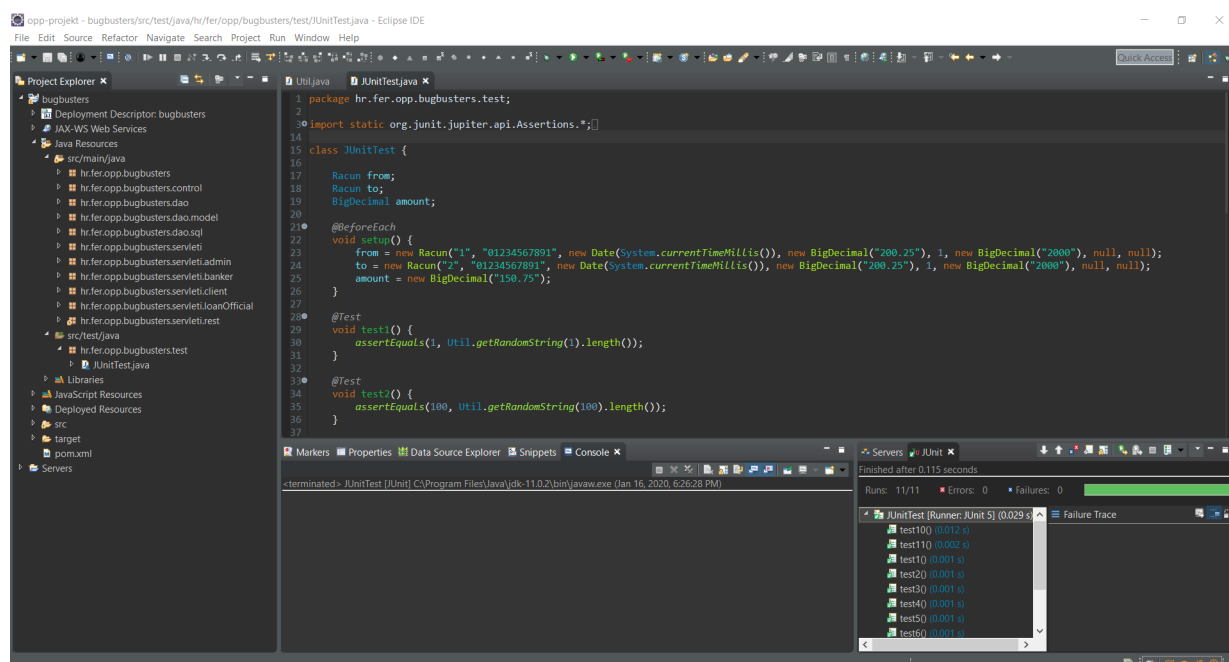 opp-projekt - bugbusters/src/test/java/hr/fer/opp/bugbusters/test/JUnitTest.java - Eclipse IDE
File Edit Source Refactor Navigate Search Project Run Window Help
Quick Access
Project Explorer
bugbusters
Deployment Descriptor: bugbusters
JAX-WS Web Services
Java Resources
src/main/java
hr.fer.opp.bugbusters
hr.fer.opp.bugbusters.control
hr.fer.opp.bugbusters.dao
hr.fer.opp.bugbusters.dao.model
hr.fer.opp.bugbusters.dao.sql
hr.fer.opp.bugbusters.servleti
hr.fer.opp.bugbusters.servleti.admin
hr.fer.opp.bugbusters.servleti.banker
hr.fer.opp.bugbusters.servleti.client
hr.fer.opp.bugbusters.servleti.loanOfficial
hr.fer.opp.bugbusters.servleti.rest
src/test/java
hr.fer.opp.bugbusters.test
JUnitTest.java
Libraries
JavaScript Resources
Deployed Resources
src
target
pom.xml
Servers
Util.java JUnitTest.java
1 package hr.fer.opp.bugbusters.test;
2
3 import static org.junit.jupiter.api.Assertions.*;
14
15 class JUnitTest {
16
17 Racun from;
18 Racun to;
19 BigDecimal amount;
20
21 @BeforeEach
22 void setup() {
23 from = new Racun("1", "01234567891", new Date(System.currentTimeMillis()), new BigDecimal("200.25"), 1, new BigDecimal("2000"), null, null);
24 to = new Racun("2", "01234567891", new Date(System.currentTimeMillis()), new BigDecimal("200.25"), 1, new BigDecimal("2000"), null, null);
25 amount = new BigDecimal("150.75");
26 }
27
28 @Test
29 void test1() {
30 assertEquals(1, Util.getRandomString(1).length());
31 }
32
33 @Test
34 void test2() {
35 assertEquals(100, Util.getRandomString(100).length());
36 }
37
Markers Properties Data Source Explorer Snippets Console
<terminated> JUnitTest [JUnit] C:\Program Files\Java\jdk-11.0.2\bin\javaw.exe (Jan 16, 2020, 6:26:28 PM)
Servers JUnit
Finished after 0.115 seconds
Runs: 11/11 Errors: 0 Failures: 0
JUnitTest [Runner: JUnit 5] (0.029 s)
test10() (0.012 s)
test11() (0.002 s)
test1() (0.001 s)
test2() (0.001 s)
test3() (0.001 s)
test4() (0.001 s)
test5() (0.001 s)
test6() (0.001 s)
Failure Trace